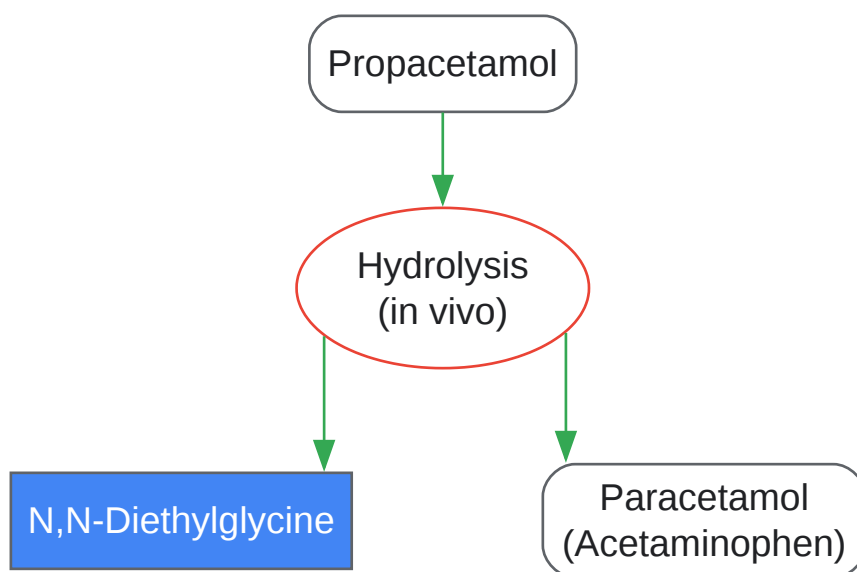 Propacetamol
Hydrolysis
(in vivo)
N,N-Diethylglycine
Paracetamol
(Acetaminophen)